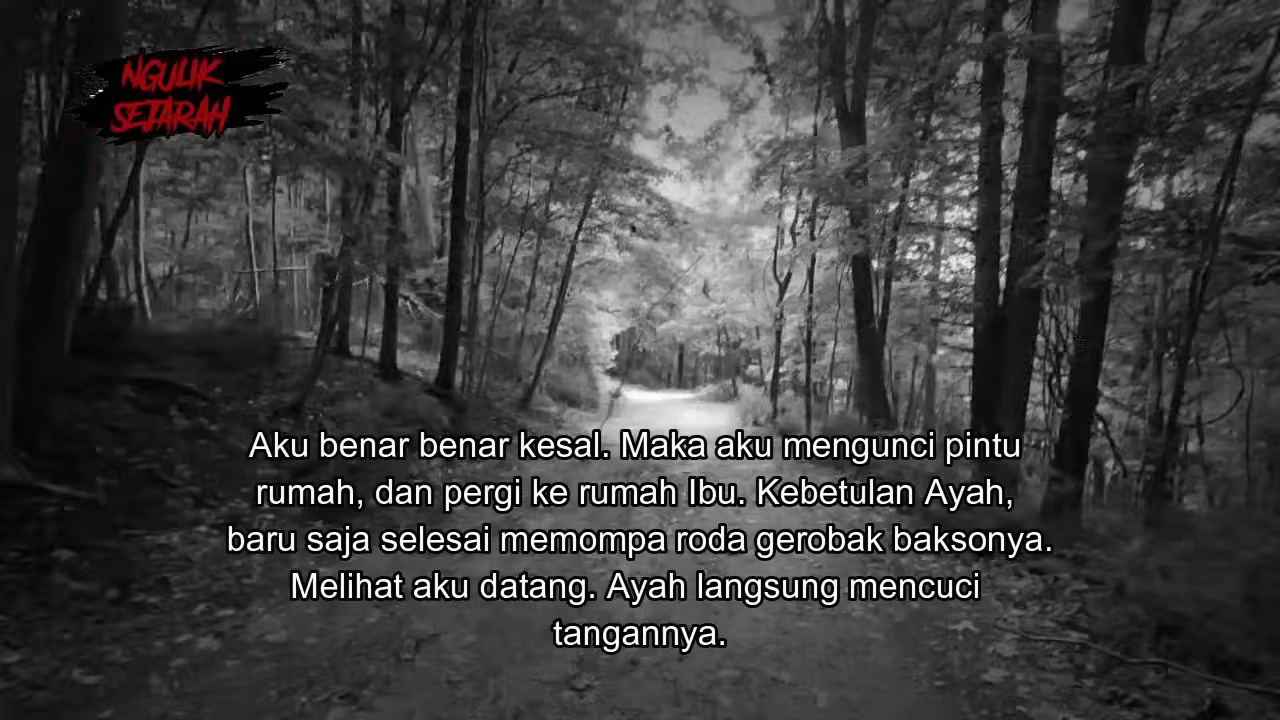 NGULIK
SEJARAH
Aku benar benar kesal. Maka aku mengunci pintu
rumah, dan pergi ke rumah Ibu. Kebetulan Ayah,
baru saja selesai memompa roda gerobak baksonya.
Melihat aku datang. Ayah langsung mencuci
tangannya.